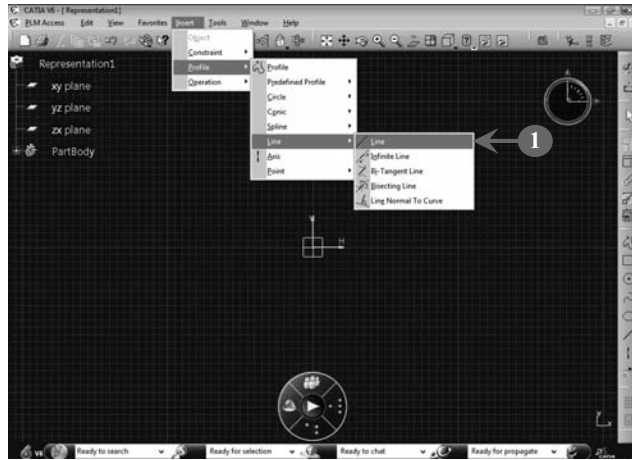 CATIA V6 - [Representation1]
PLM Access Edit View Favorites Insert Tools Window Help
Object
Constraint
Profile
Operation
Profile
Predefined Profile
Circle
Conic
Spline
Line
Axis
Point
Line
Infinite Line
Bi-Tangent Line
Bisecting Line
Line Normal To Curve
1
Representation1
xy plane
yz plane
zx plane
PartBody
V
H
V6 Ready to search Ready for selection Ready to chat Ready for propagate CATIA